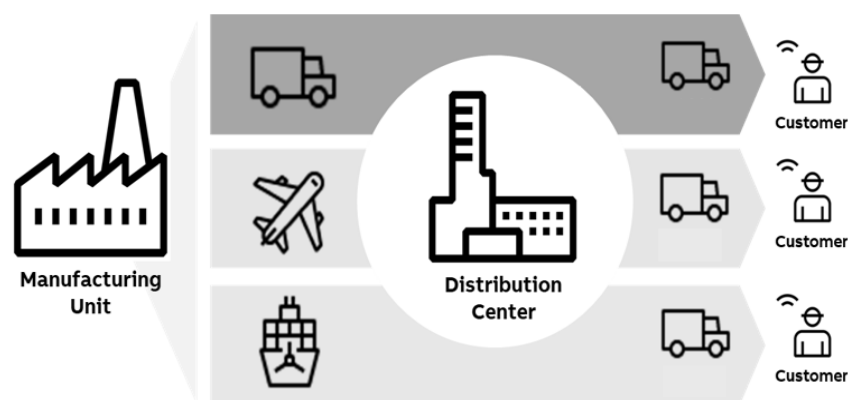 Customer
Customer
Manufacturing
Unit
Distribution
Center
Customer